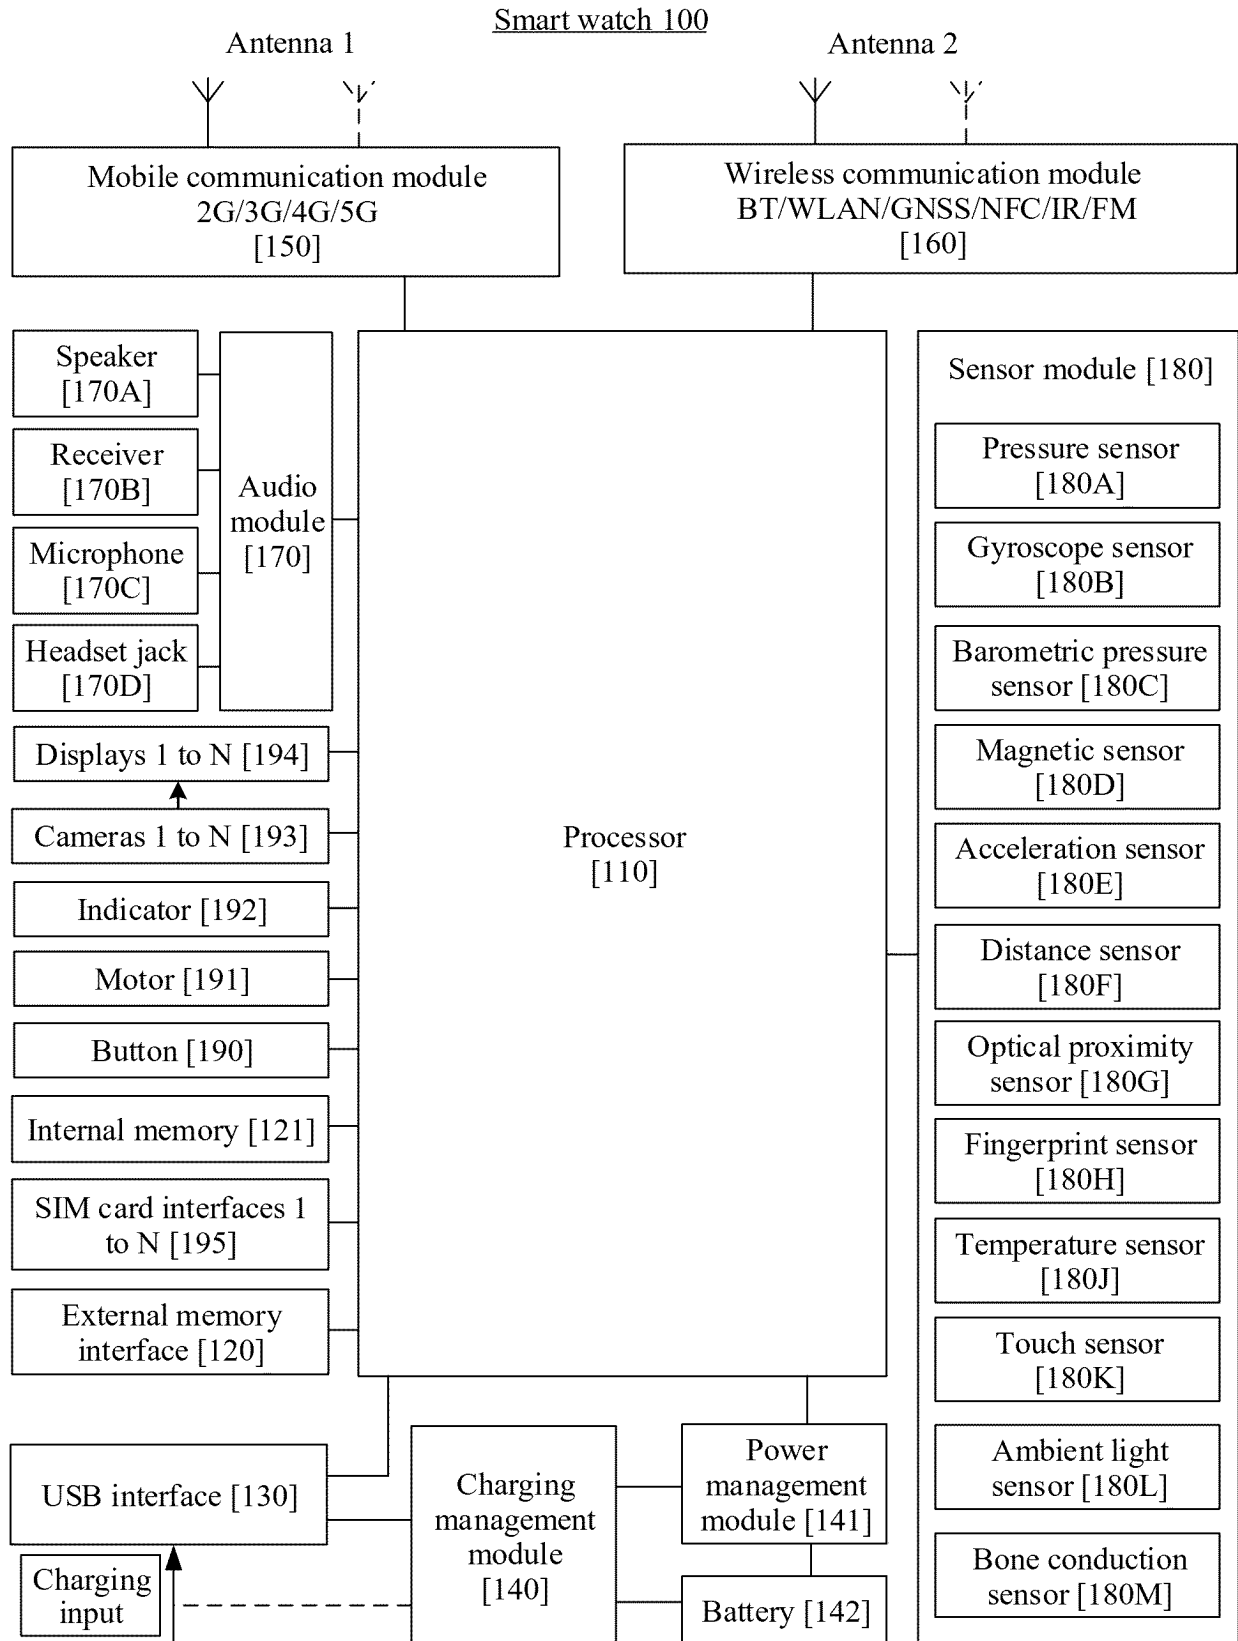 Smart watch 100
Antenna 1
Antenna 2
Mobile communication module
2G/3G/4G/5G
[150]
Wireless communication module
BT/WLAN/GNSS/NFC/IR/FM
[160]
Speaker
[170A]
Receiver
[170B]
Microphone
[170C]
Headset jack
[170D]
Audio
module
[170]
Displays 1 to N [194]
Cameras 1 to N [193]
Indicator [192]
Motor [191]
Button [190]
Internal memory [121]
SIM card interfaces 1
to N [195]
External memory
interface [120]
Processor
[110]
Sensor module [180]
Pressure sensor
[180A]
Gyroscope sensor
[180B]
Barometric pressure
sensor [180C]
Magnetic sensor
[180D]
Acceleration sensor
[180E]
Distance sensor
[180F]
Optical proximity
sensor [180G]
Fingerprint sensor
[180H]
Temperature sensor
[180J]
Touch sensor
[180K]
Ambient light
sensor [180L]
Bone conduction
sensor [180M]
USB interface [130]
Charging
input
Charging
management
module
[140]
Power
management
module [141]
Battery [142]